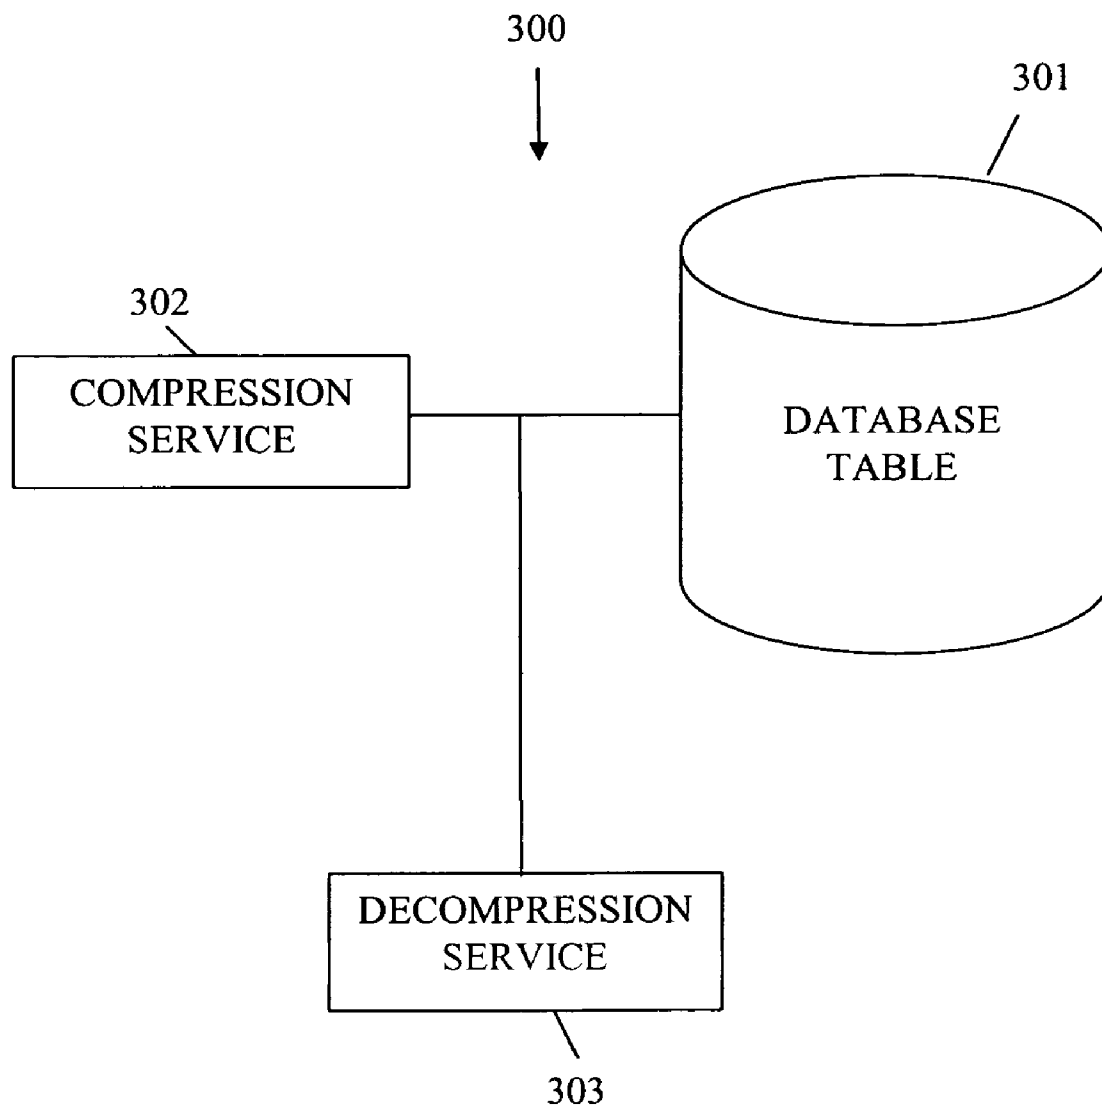 300
301
302
COMPRESSION
SERVICE
DATABASE
TABLE
DECOMPRESSION
SERVICE
303